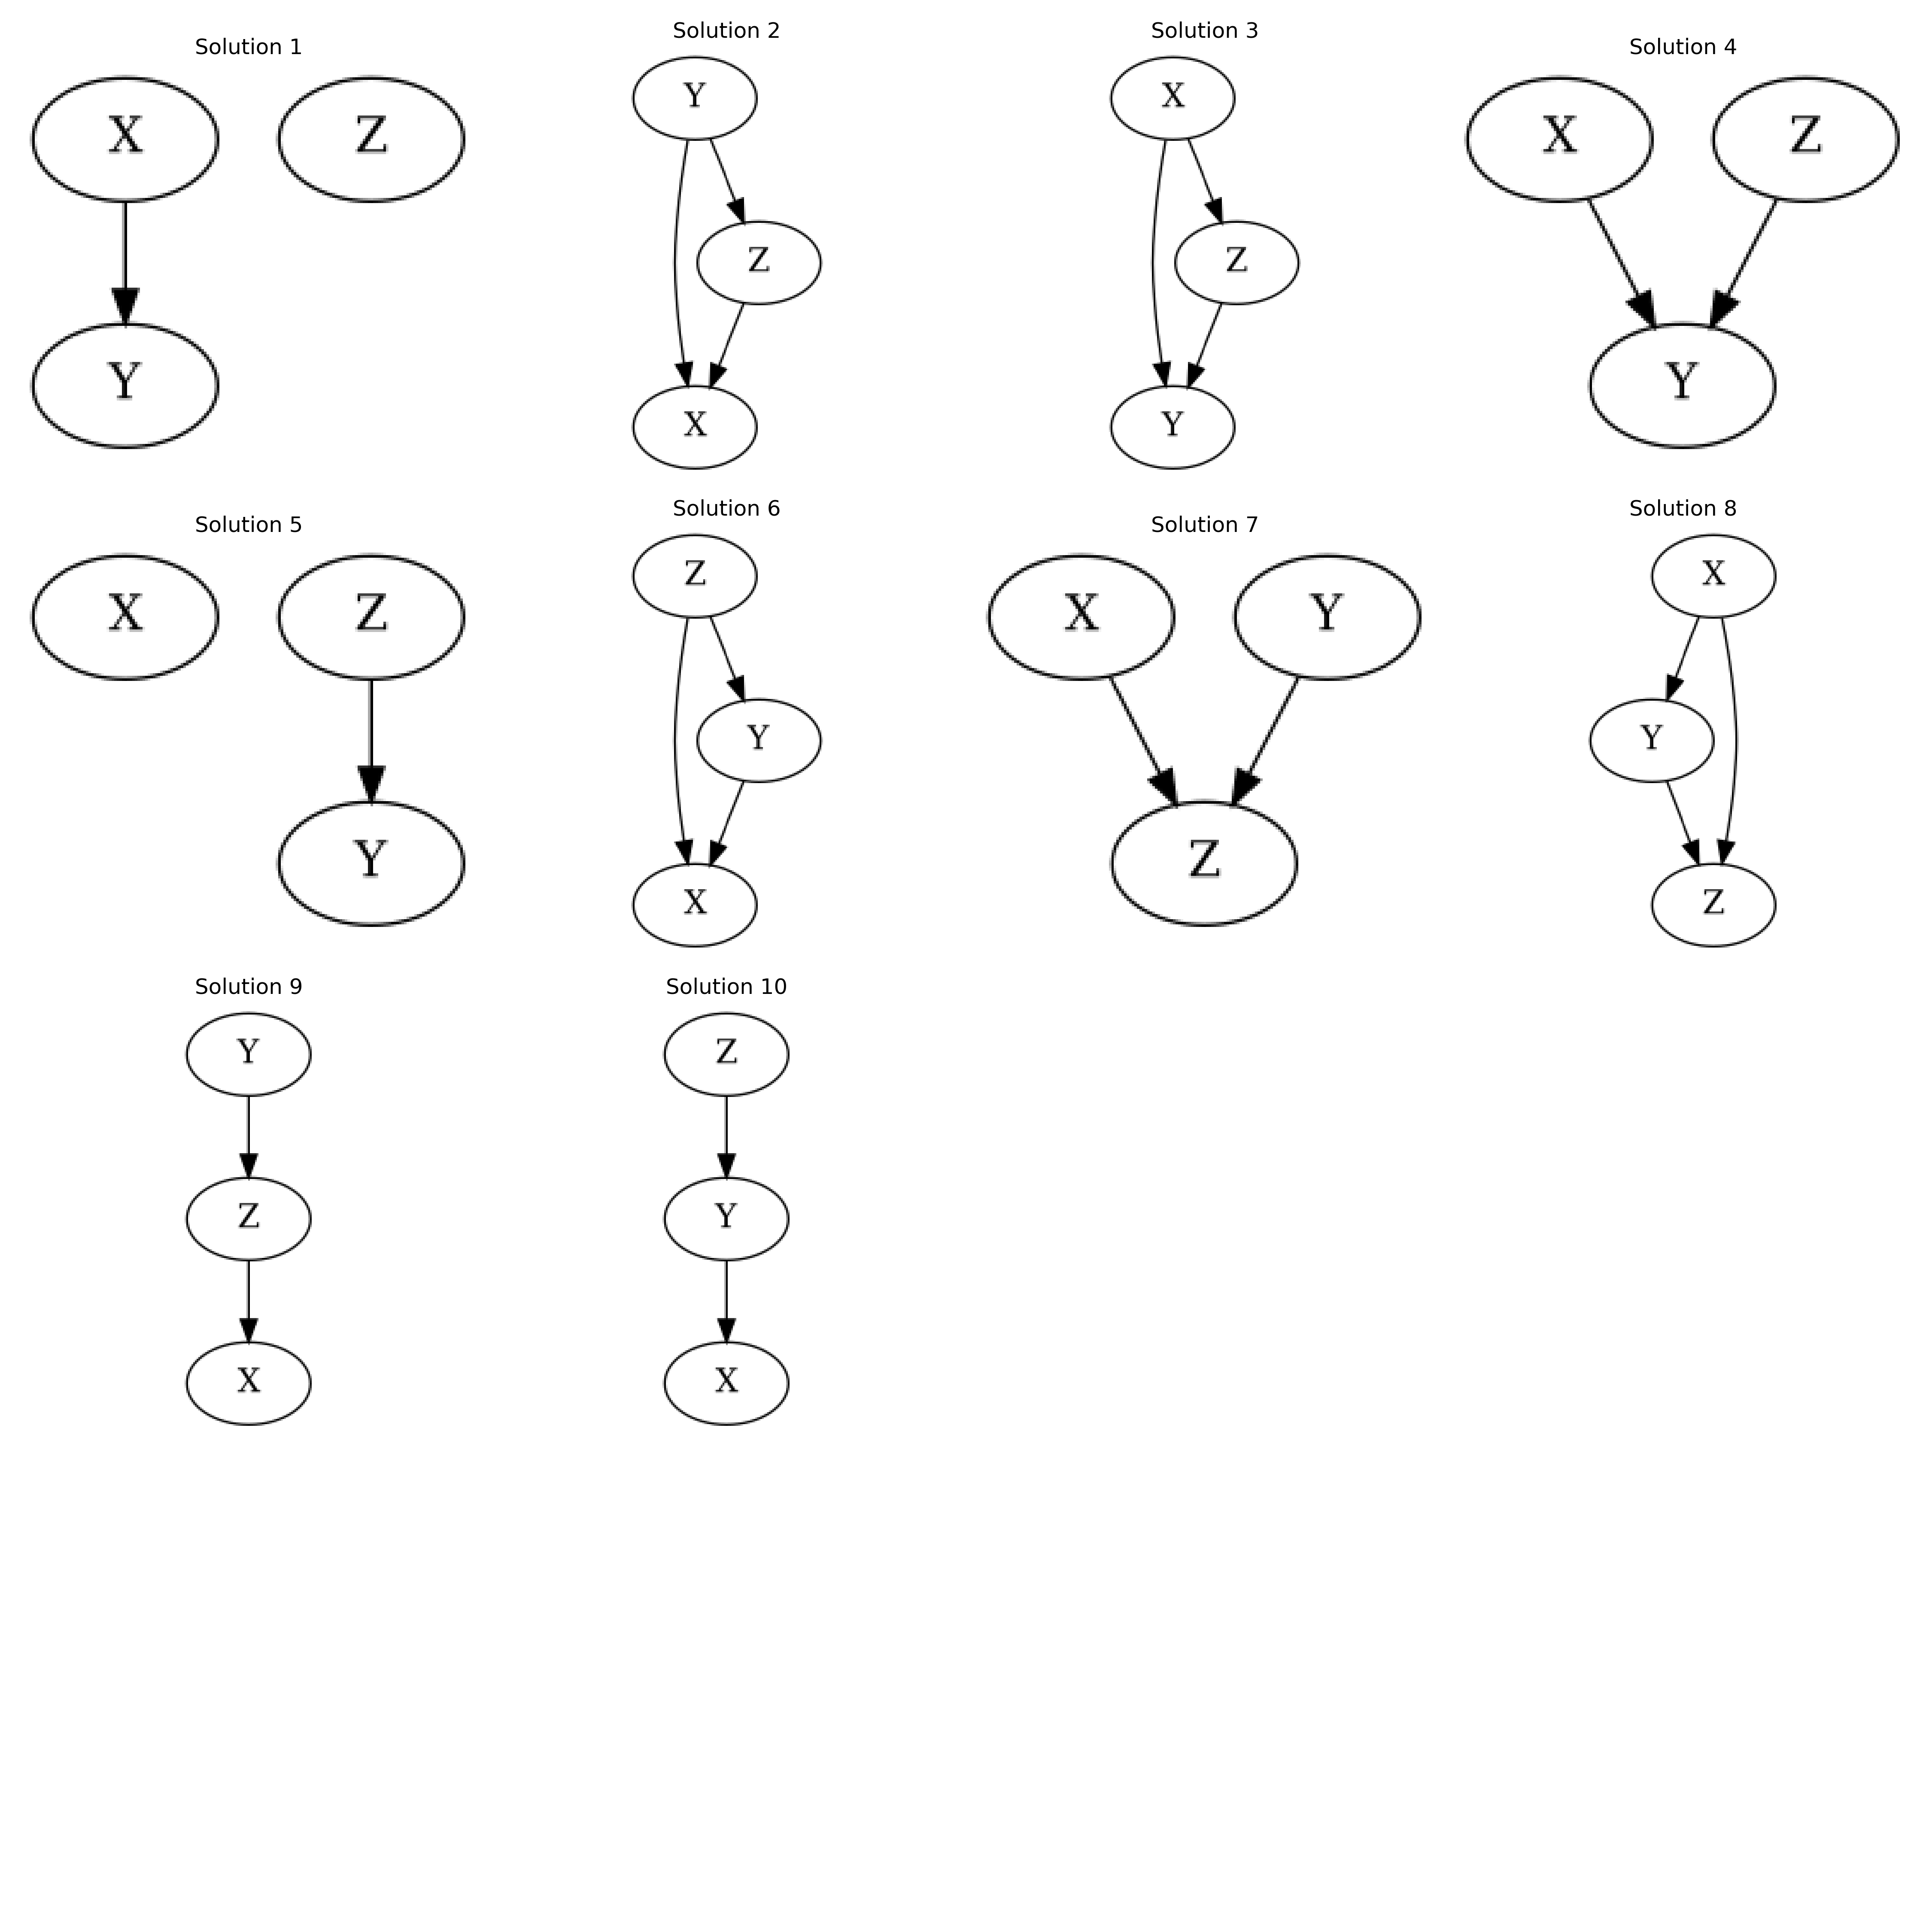 Solution 1
X Z
Y
Solution 2
Y
Z
X
Solution 3
X
Z
Y
Solution 4
X Z
Y
Solution 5
X Z
Y
Solution 6
Z
Y
X
Solution 7
X Y
Z
Solution 8
X
Y
Z
Solution 9
Y
Z
X
Solution 10
Z
Y
X